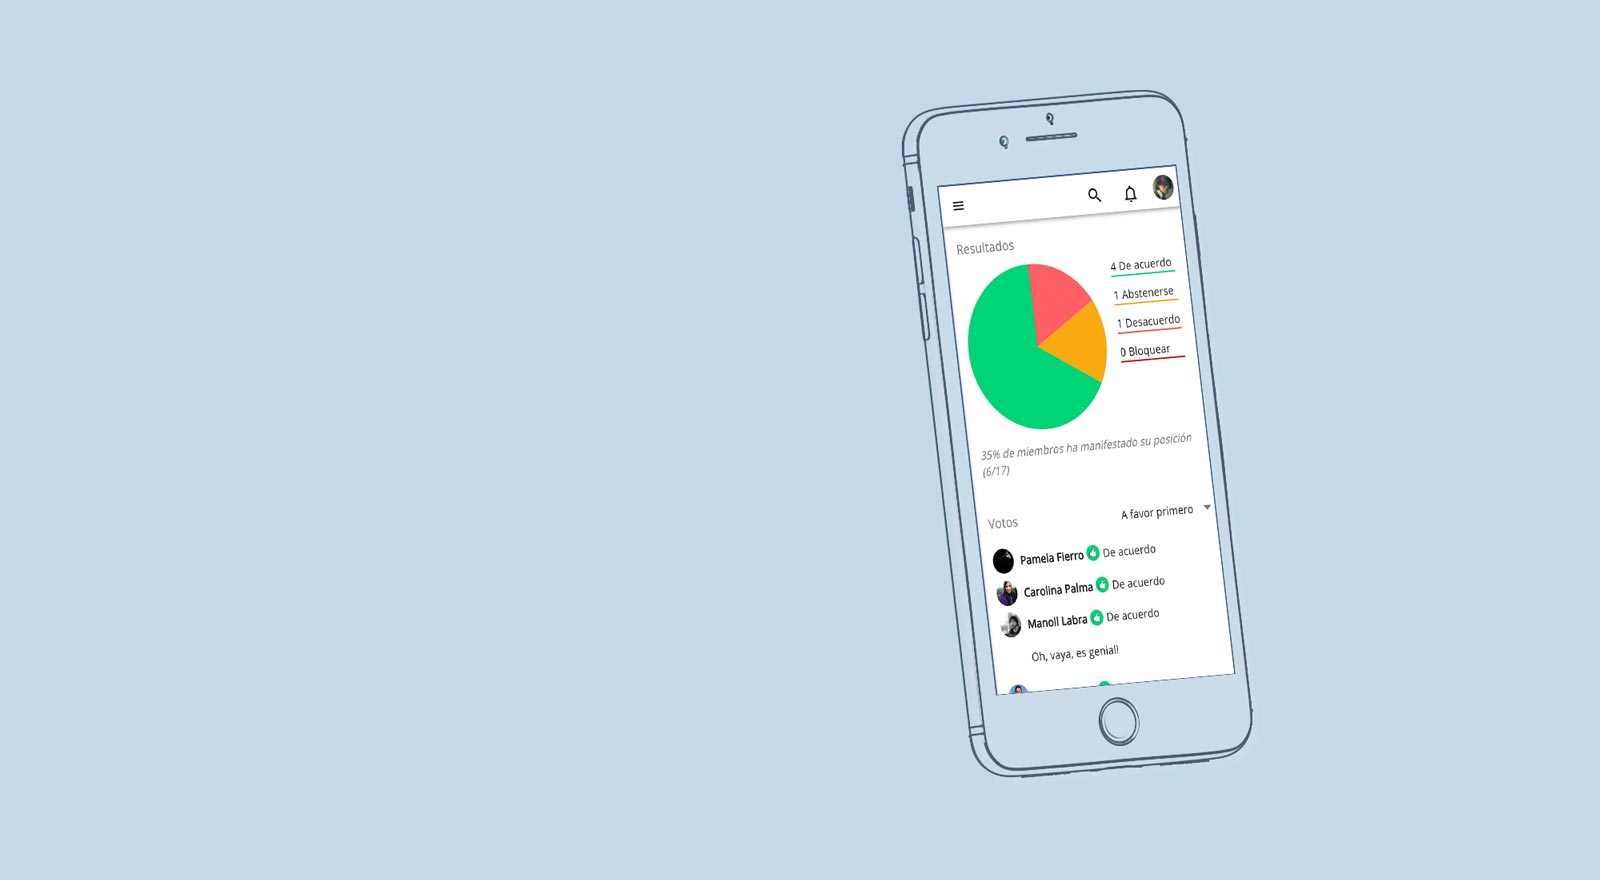 Resultados
4 De acuerdo
1 Abstenerse
1 Desacuerdo
0 Bloquear
35% de miembros ha manifestado su posición
(6/17)
Votos
A favor primero
Pamela Fierro De acuerdo
Carolina Palma De acuerdo
Manoll Labra De acuerdo
Oh, vaya, es genial!